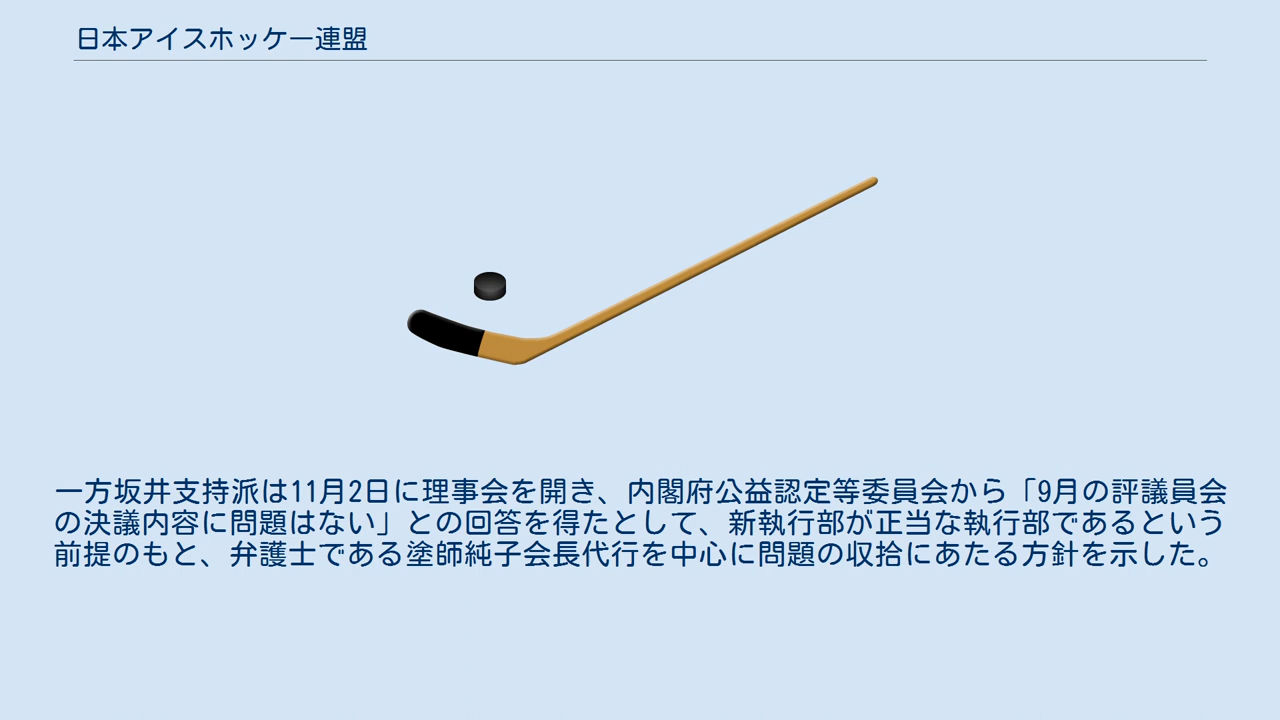 日本アイスホッケー連盟
一方坂井支持派は11月2日に理事会を開き、内閣府公益認定等委員会から「9月の評議員会
の決議内容に問題はない」との回答を得たとして、新執行部が正当な執行部であるという
前提のもと、弁護士である塗師純子会長代行を中心に問題の収拾にあたる方針を示した。